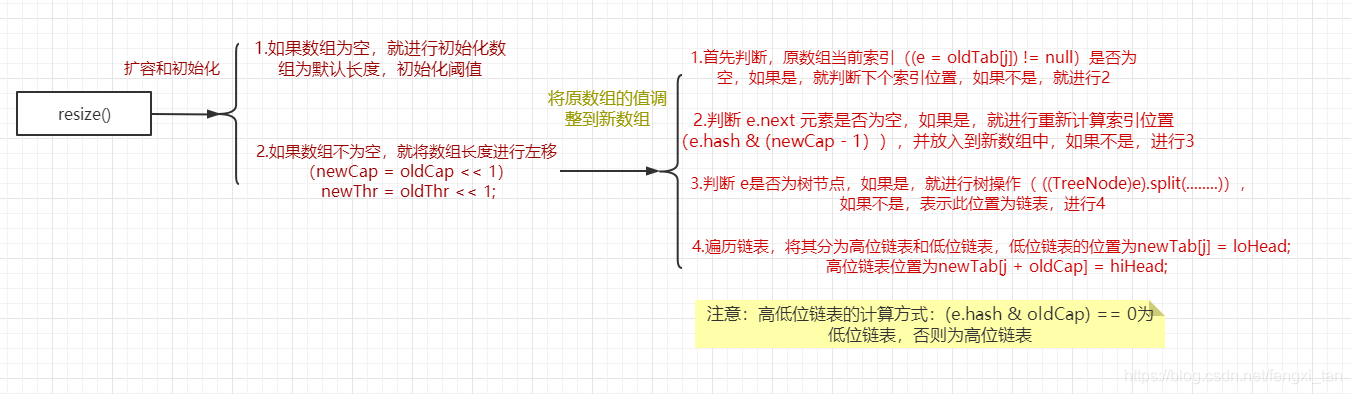 resize()
扩容和初始化
1.如果数组为空，就进行初始化数
组为默认长度，初始化阈值
2.如果数组不为空，就将数组长度进行左移
（newCap = oldCap << 1）
newThr = oldThr << 1;
将原数组的值调
整到新数组
1.首先判断，原数组当前索引（(e = oldTab[j]) != null）是否为
空，如果是，就判断下个索引位置，如果不是，就进行2
2.判断 e.next 元素是否为空，如果是，就进行重新计算索引位置
（e.hash & (newCap - 1）），并放入到新数组中，如果不是，进行3
3.判断 e是否为树节点，如果是，就进行树操作（ ((TreeNode)e).split(........)），
如果不是，表示此位置为链表，进行4
4.遍历链表，将其分为高位链表和低位链表，低位链表的位置为newTab[j] = loHead;
高位链表位置为newTab[j + oldCap] = hiHead;
注意：高低位链表的计算方式：(e.hash & oldCap) == 0为
低位链表，否则为高位链表
https://blog.csdn.net/fengxi_tan